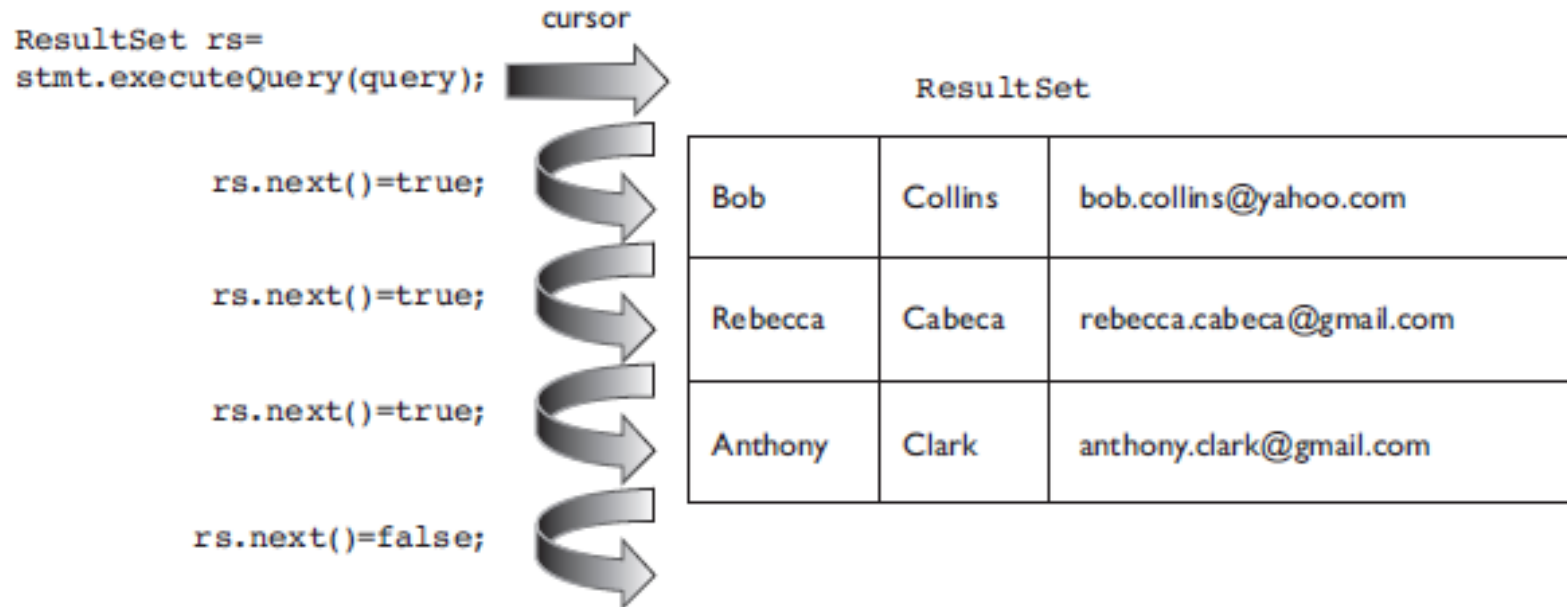 cursor
ResultSet rs=
stmt.executeQuery(query);
ResultSet
rs.next()=true;
Bob Collins bob.collins@yahoo.com
rs.next()=true;
Rebecca Cabeca rebecca.cabeca@gmail.com
rs.next()=true;
Anthony Clark anthony.clark@gmail.com
rs.next()=false;